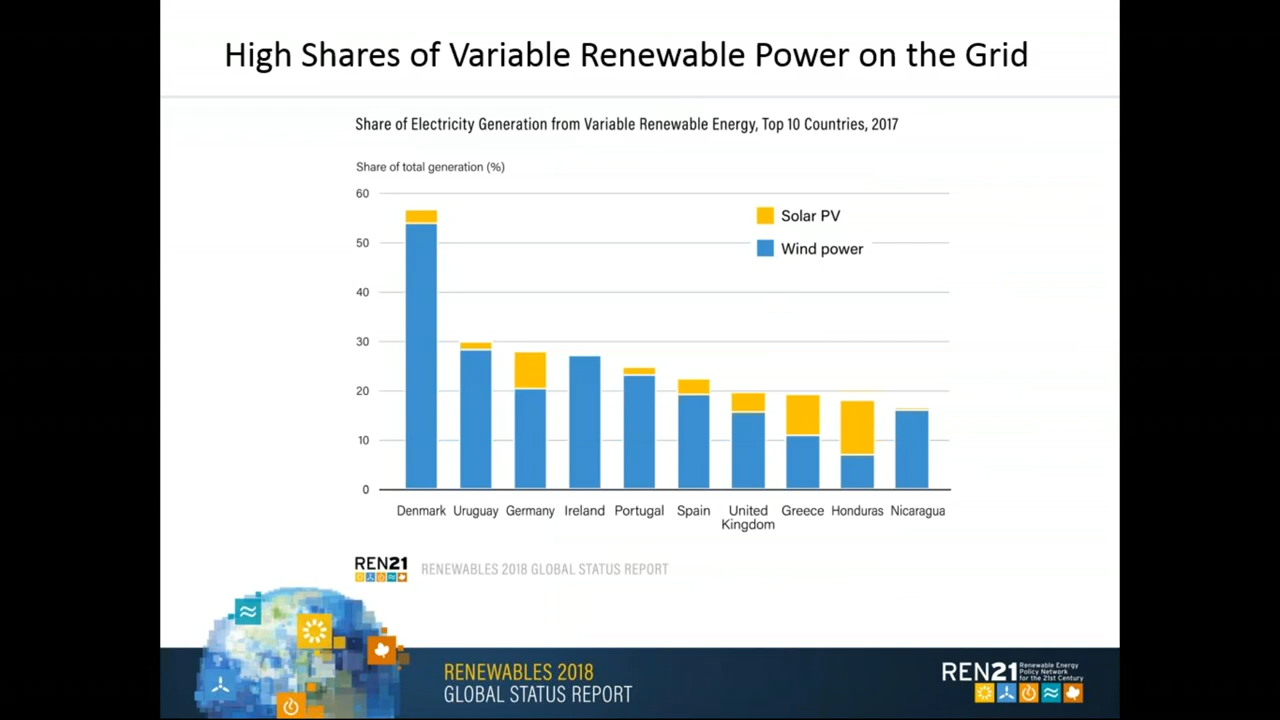 High Shares of Variable Renewable Power on the Grid
Share of Electricity Generation from Variable Renewable Energy, Top 10 Countries, 2017
Share of total generation (%)
60
50
40
30
20
10
0
Solar PV
Wind power
Denmark Uruguay Germany Ireland Portugal Spain United Kingdom Greece Honduras Nicaragua
REN21 RENEWABLES 2018 GLOBAL STATUS REPORT
RENEWABLES 2018
GLOBAL STATUS REPORT
REN21
Renewable Energy
Policy Network
for the 21st Century